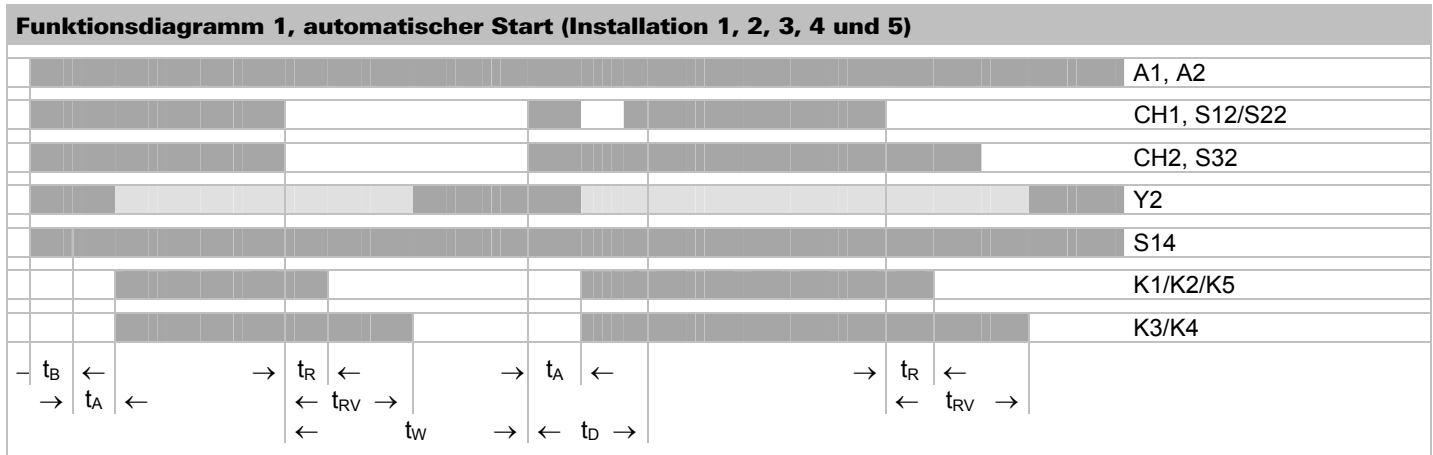 Funktionsdiagramm 1, automatischer Start (Installation 1, 2, 3, 4 und 5)
A1, A2
CH1, S12/S22
CH2, S32
Y2
S14
K1/K2/K5
K3/K4
– tB ← → tR ← → tA ← → tR ←
→ tA ← ← tRV → ← tRV →
← tW → ← tD →